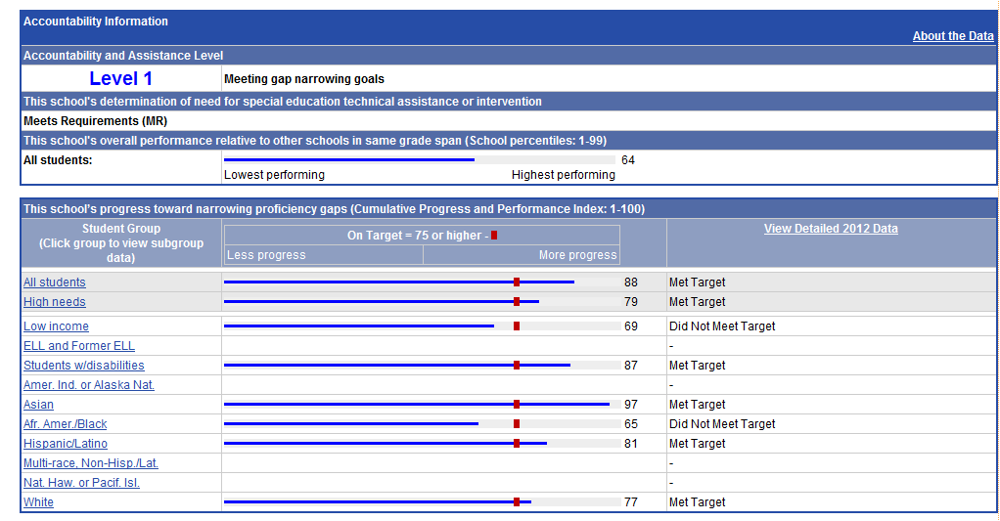 Accountability Information
About the Data
Accountability and Assistance Level
Level 1 Meeting gap narrowing goals
This school's determination of need for special education technical assistance or intervention
Meets Requirements (MR)
This school's overall performance relative to other schools in same grade span (School percentiles: 1-99)
All students: 64
Lowest performing Highest performing
This school's progress toward narrowing proficiency gaps (Cumulative Progress and Performance Index: 1-100)
Student Group
(Click group to view subgroup
data)
On Target = 75 or higher -
Less progress More progress
View Detailed 2012 Data
All students 88 Met Target
High needs 79 Met Target
Low income 69 Did Not Meet Target
ELL and Former ELL -
Students w/disabilities 87 Met Target
Amer. Ind. or Alaska Nat. -
Asian 97 Met Target
Afr. Amer./Black 65 Did Not Meet Target
Hispanic/Latino 81 Met Target
Multi-race, Non-Hisp./Lat. -
Nat. Haw. or Pacif. Isl. -
White 77 Met Target